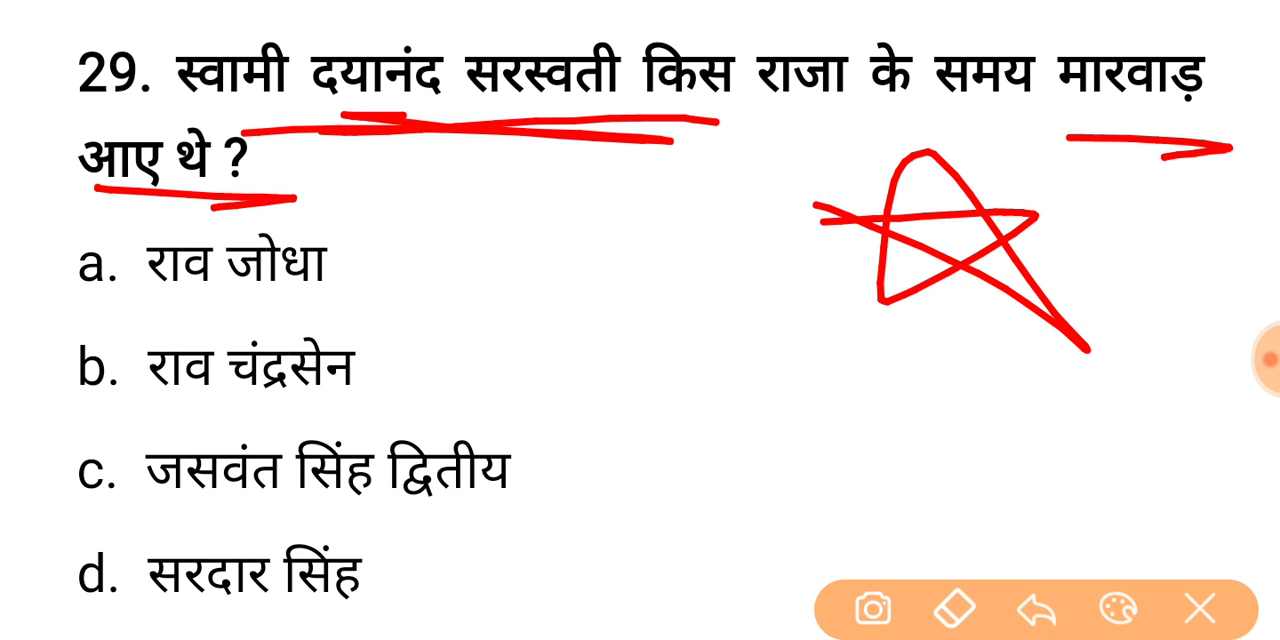 29. स्वामी दयानंद सरस्वती किस राजा के समय मारवाड़
आए थे ?
a. राव जोधा
b. राव चंद्रसेन
c. जसवंत सिंह द्वितीय
d. सरदार सिंह